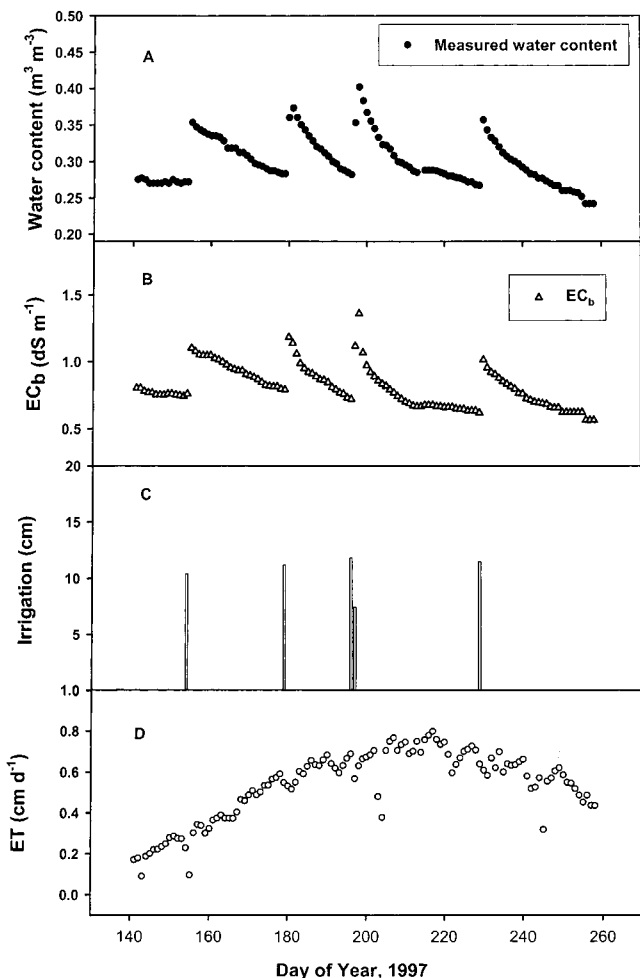 A
Measured water content
Water content (m³ m⁻³)
0.50
0.40
0.35
0.30
0.25
0.20
B
EC_b
EC_b (dS m⁻¹)
1.5
1.0
0.5
C
Irrigation (cm)
20
15
10
5
D
ET (cm d⁻¹)
1.0
0.8
0.6
0.4
0.2
0.0
140 160 180 200 220 240 260
Day of Year, 1997